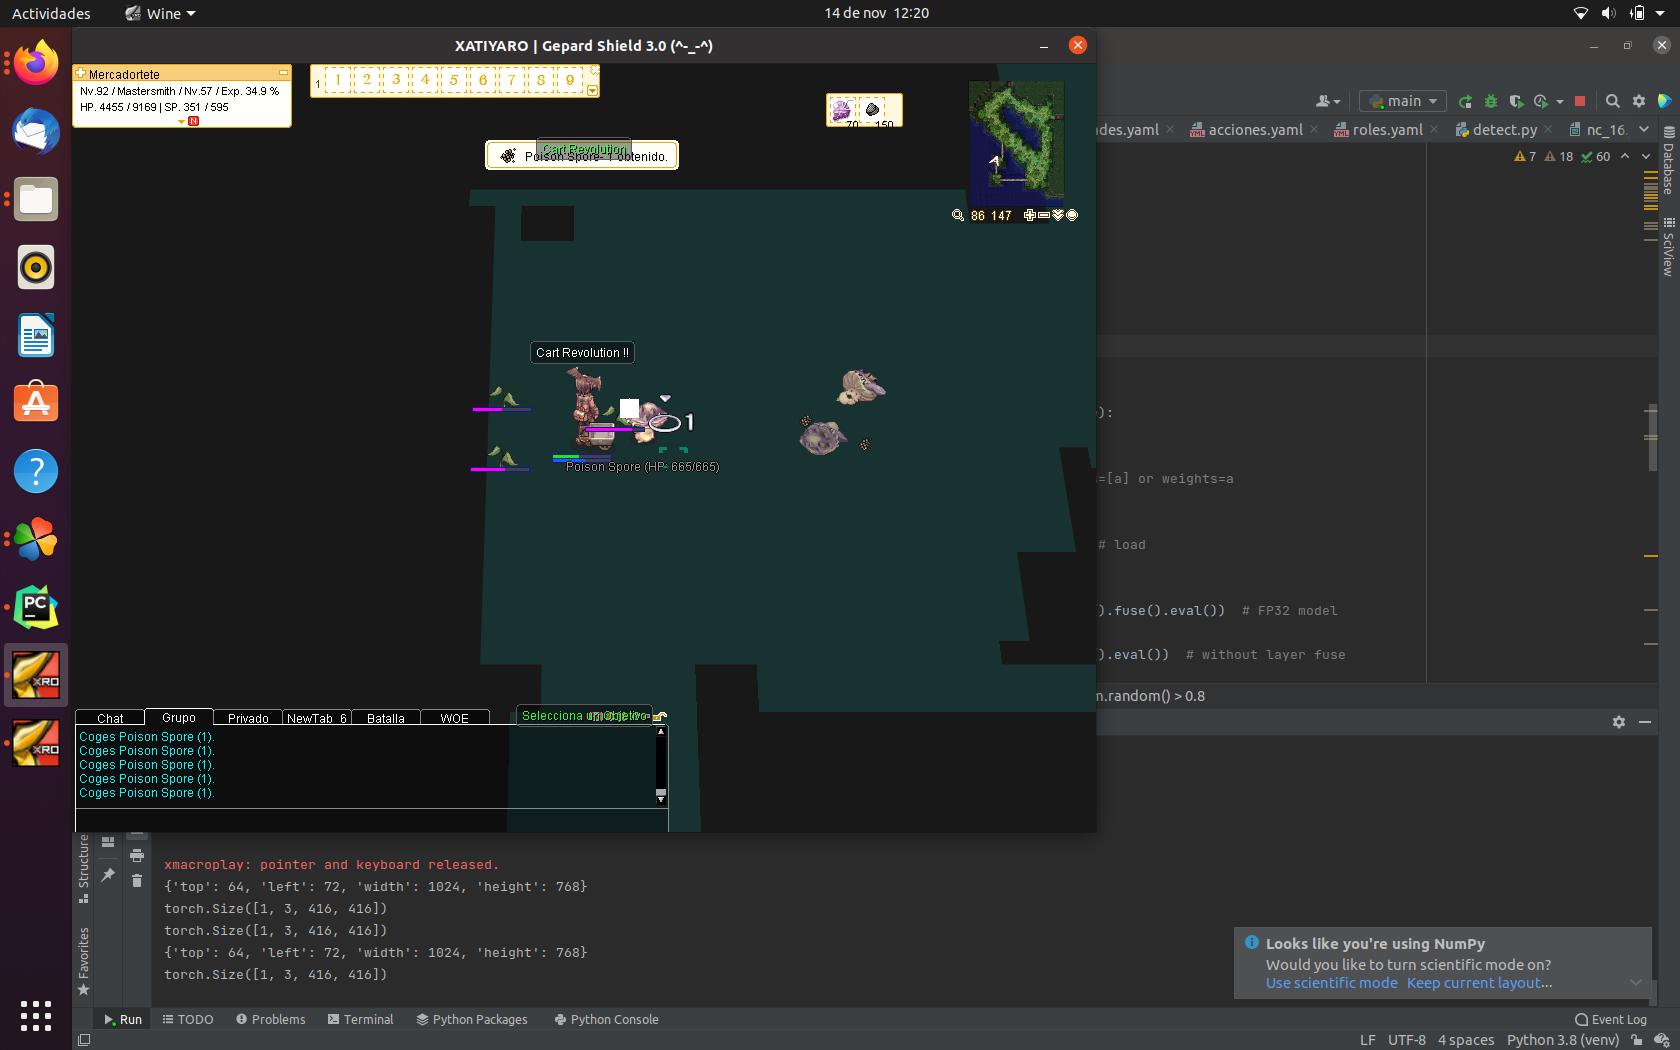 Actividades
Wine
14 de nov 12:20
XATIYARO | Gepard Shield 3.0 (^-_-^)
Mercadortete
Nv.92 / Mastersmith / Nv.57 / Exp. 34.9 %
HP. 4455 / 9169 | SP. 351 / 595
N
1 1 2 3 4 5 6 7 8 9
70 150
Cart Revolution
Poison Spore- 1 obtenido.
86 147
main
acciones.yaml
roles.yaml
detect.py
nc_16.
7 18 60
Database
SciView
Cart Revolution !!
1
Poison Spore (HP: 665/665)
):
=[a] or weights=a
# load
).fuse().eval()) # FP32 model
).eval()) # without layer fuse
m.random() > 0.8
Chat Grupo Privado NewTab_6 Batalla WOE
Selecciona un objetivo
Coges Poison Spore (1).
Coges Poison Spore (1).
Coges Poison Spore (1).
Coges Poison Spore (1).
Coges Poison Spore (1).
PC
XRO
XRO
Structure
Favorites
xmacroplay: pointer and keyboard released.
{'top': 64, 'left': 72, 'width': 1024, 'height': 768}
torch.Size([1, 3, 416, 416])
torch.Size([1, 3, 416, 416])
{'top': 64, 'left': 72, 'width': 1024, 'height': 768}
torch.Size([1, 3, 416, 416])
Looks like you're using NumPy
Would you like to turn scientific mode on?
Use scientific mode Keep current layout...
Run TODO Problems Terminal Python Packages Python Console
Event Log
LF UTF-8 4 spaces Python 3.8 (venv)